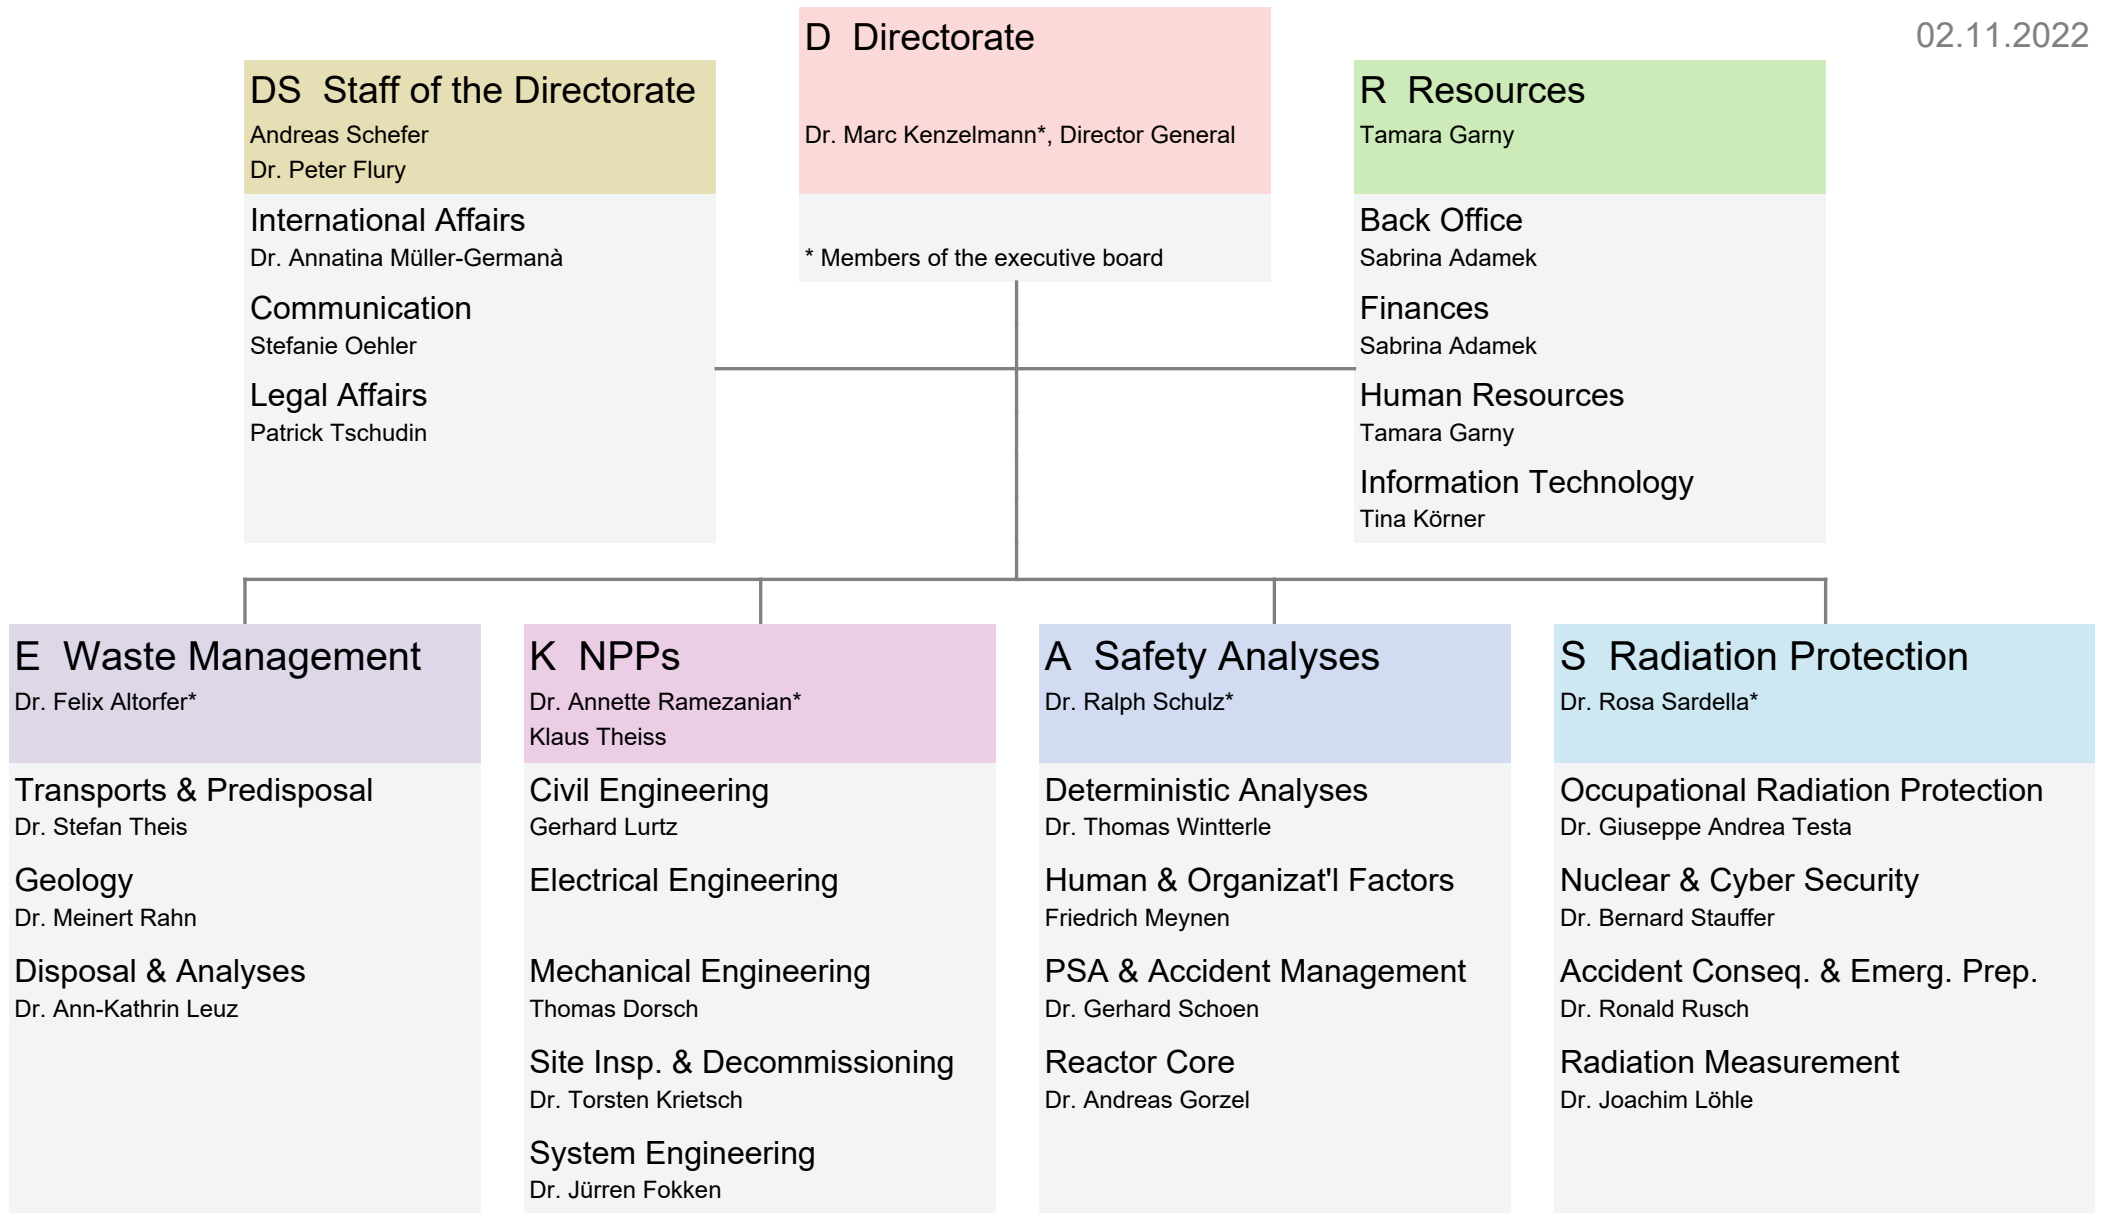 02.11.2022
D Directorate
Dr. Marc Kenzelmann*, Director General
* Members of the executive board
DS Staff of the Directorate
Andreas Schefer
Dr. Peter Flury
International Affairs
Dr. Annatina Müller-Germanà
Communication
Stefanie Oehler
Legal Affairs
Patrick Tschudin
R Resources
Tamara Garny
Back Office
Sabrina Adamek
Finances
Sabrina Adamek
Human Resources
Tamara Garny
Information Technology
Tina Körner
E Waste Management
Dr. Felix Altorfer*
Transports & Predisposal
Dr. Stefan Theis
Geology
Dr. Meinert Rahn
Disposal & Analyses
Dr. Ann-Kathrin Leuz
K NPPs
Dr. Annette Ramezanian*
Klaus Theiss
Civil Engineering
Gerhard Lurtz
Electrical Engineering
Mechanical Engineering
Thomas Dorsch
Site Insp. & Decommissioning
Dr. Torsten Krietsch
System Engineering
Dr. Jürren Fokken
A Safety Analyses
Dr. Ralph Schulz*
Deterministic Analyses
Dr. Thomas Wintterle
Human & Organizat'l Factors
Friedrich Meynen
PSA & Accident Management
Dr. Gerhard Schoen
Reactor Core
Dr. Andreas Gorzel
S Radiation Protection
Dr. Rosa Sardella*
Occupational Radiation Protection
Dr. Giuseppe Andrea Testa
Nuclear & Cyber Security
Dr. Bernard Stauffer
Accident Conseq. & Emerg. Prep.
Dr. Ronald Rusch
Radiation Measurement
Dr. Joachim Löhle